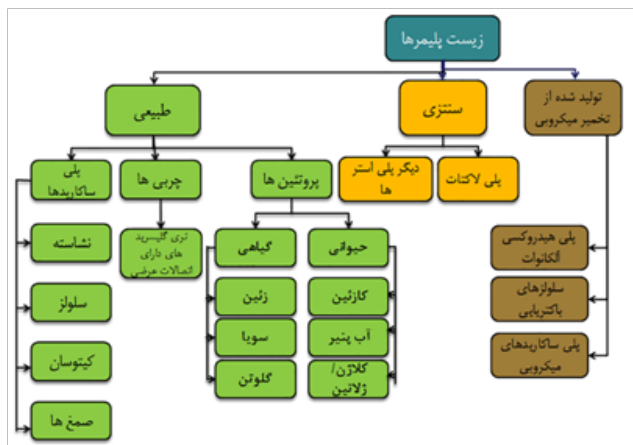 زیست پلیمرها
تولید شده از
تخمیر میکروبی
سنتزی
طبیعی
پلی لاکتات
دیگر پلی استر
ها
پروتئین ها
چربی ها
پلی
ساکاریدها
تری گلیسرید
های دارای
اتصالات عرضی
حیوانی
گیاهی
پلی هیدروکسی
آلکانوات
سلولزهای
باکتریایی
پلی ساکاریدهای
میکروبی
کازئین
آب پنیر
کلاژن/
ژلاتین
زئین
سویا
گلوتن
نشاسته
سلولز
کیتوسان
صمغ ها